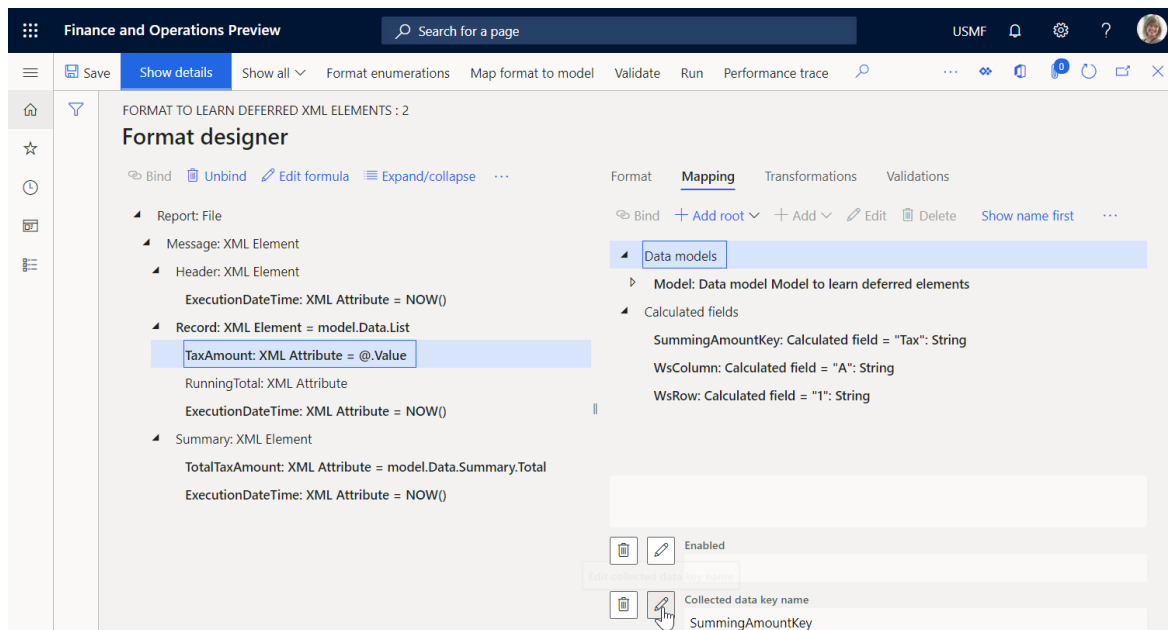 Finance and Operations Preview
Search for a page
USMF
?
Save
Show details
Show all
Format enumerations
Map format to model
Validate
Run
Performance trace
...
0
FORMAT TO LEARN DEFERRED XML ELEMENTS : 2
Format designer
Bind
Unbind
Edit formula
Expand/collapse
...
Report: File
Message: XML Element
Header: XML Element
ExecutionDateTime: XML Attribute = NOW()
Record: XML Element = model.Data.List
TaxAmount: XML Attribute = @.Value
RunningTotal: XML Attribute
ExecutionDateTime: XML Attribute = NOW()
Summary: XML Element
TotalTaxAmount: XML Attribute = model.Data.Summary.Total
ExecutionDateTime: XML Attribute = NOW()
Format
Mapping
Transformations
Validations
Bind
+ Add root
+ Add
Edit
Delete
Show name first
...
Data models
Model: Data model Model to learn deferred elements
Calculated fields
SummingAmountKey: Calculated field = "Tax": String
WsColumn: Calculated field = "A": String
WsRow: Calculated field = "1": String
Enabled
Edit collected data key name
Collected data key name
SummingAmountKey